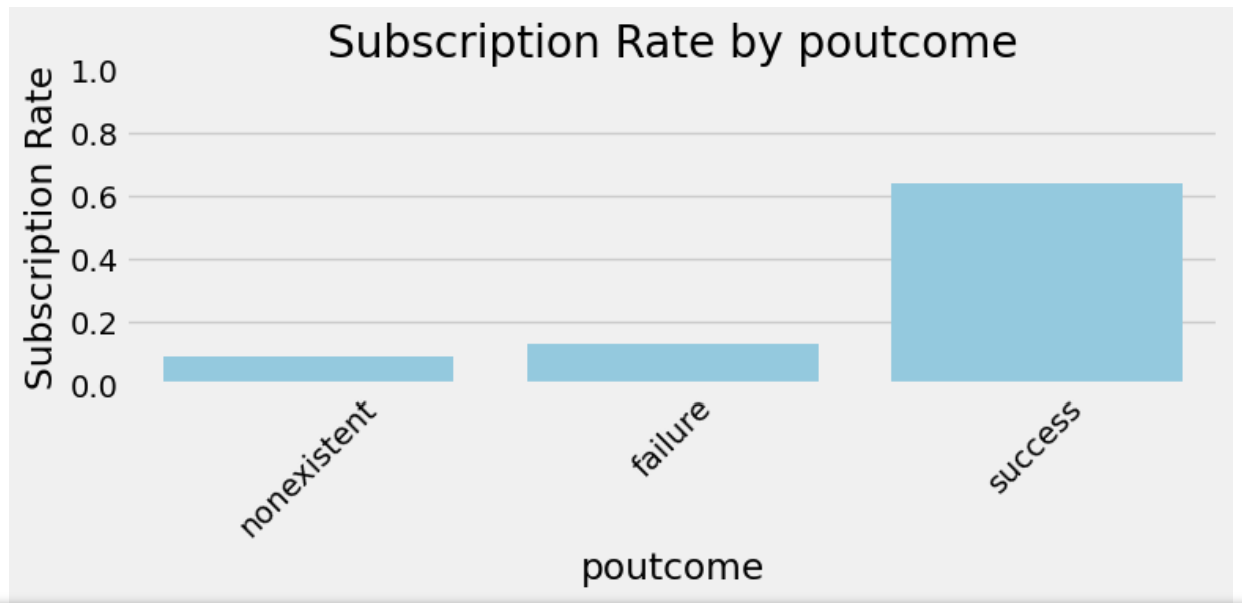 Subscription Rate by poutcome
Subscription Rate
1.0
0.8
0.6
0.4
0.2
0.0
nonexistent
failure
success
poutcome